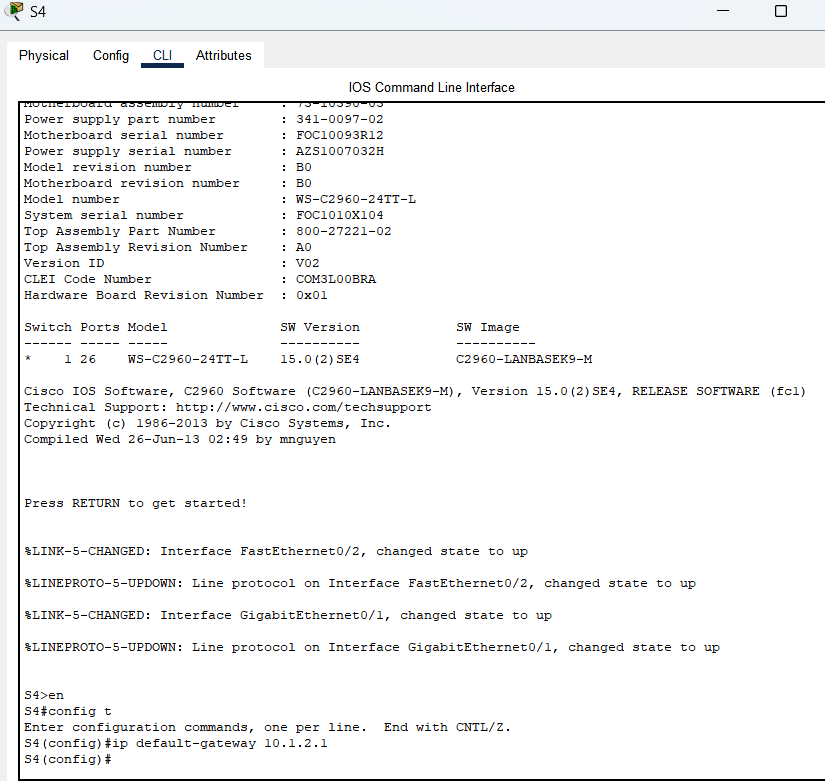 S4
Physical Config CLI Attributes
IOS Command Line Interface
Motherboard assembly number : 73-10390-03
Power supply part number : 341-0097-02
Motherboard serial number : FOC10093R12
Power supply serial number : AZS1007032H
Model revision number : B0
Motherboard revision number : B0
Model number : WS-C2960-24TT-L
System serial number : FOC1010X104
Top Assembly Part Number : 800-27221-02
Top Assembly Revision Number : A0
Version ID : V02
CLEI Code Number : COM3L00BRA
Hardware Board Revision Number : 0x01
Switch Ports Model SW Version SW Image
------ ----- ----- ---------- ----------
* 1 26 WS-C2960-24TT-L 15.0(2)SE4 C2960-LANBASEK9-M
Cisco IOS Software, C2960 Software (C2960-LANBASEK9-M), Version 15.0(2)SE4, RELEASE SOFTWARE (fc1)
Technical Support: http://www.cisco.com/techsupport
Copyright (c) 1986-2013 by Cisco Systems, Inc.
Compiled Wed 26-Jun-13 02:49 by mnguyen
Press RETURN to get started!
%LINK-5-CHANGED: Interface FastEthernet0/2, changed state to up
%LINEPROTO-5-UPDOWN: Line protocol on Interface FastEthernet0/2, changed state to up
%LINK-5-CHANGED: Interface GigabitEthernet0/1, changed state to up
%LINEPROTO-5-UPDOWN: Line protocol on Interface GigabitEthernet0/1, changed state to up
S4>en
S4#config t
Enter configuration commands, one per line. End with CNTL/Z.
S4(config)#ip default-gateway 10.1.2.1
S4(config)#